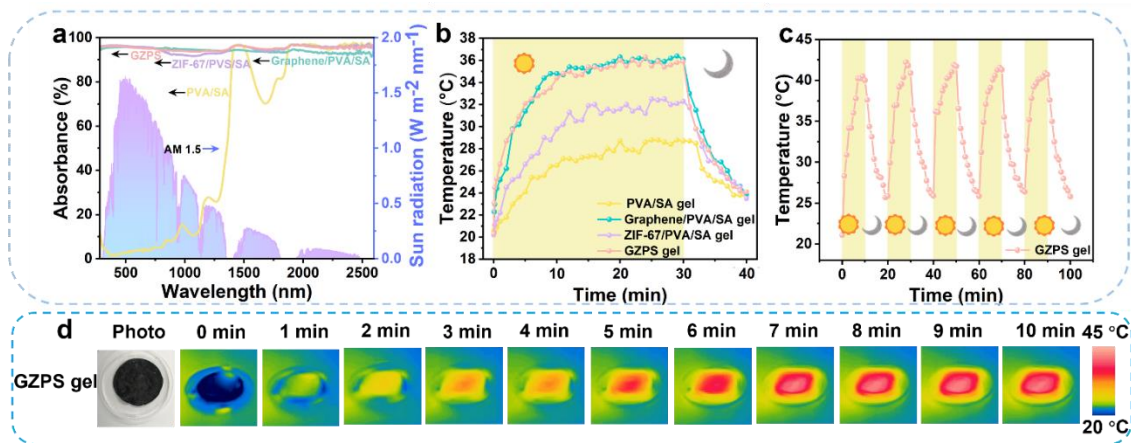 a
100
80
60
40
20
0
Absorbance (%)
500
1000
1500
2000
2500
Wavelength (nm)
2.0
1.5
1.0
0.5
0.0
Sun radiation (W m-2 nm-1)
GZPS
ZIF-67/PVS/SA
Graphene/PVA/SA
PVA/SA
AM 1.5
b
38
36
34
32
30
28
26
24
22
20
18
Temperature (°C)
0
10
20
30
40
Time (min)
PVA/SA gel
Graphene/PVA/SA gel
ZIF-67/PVA/SA gel
GZPS gel
c
45
40
35
30
25
20
Temperature (°C)
0
20
40
60
80
100
Time (min)
GZPS gel
d
Photo
0 min
1 min
2 min
3 min
4 min
5 min
6 min
7 min
8 min
9 min
10 min
45 °C
GZPS gel
20 °C